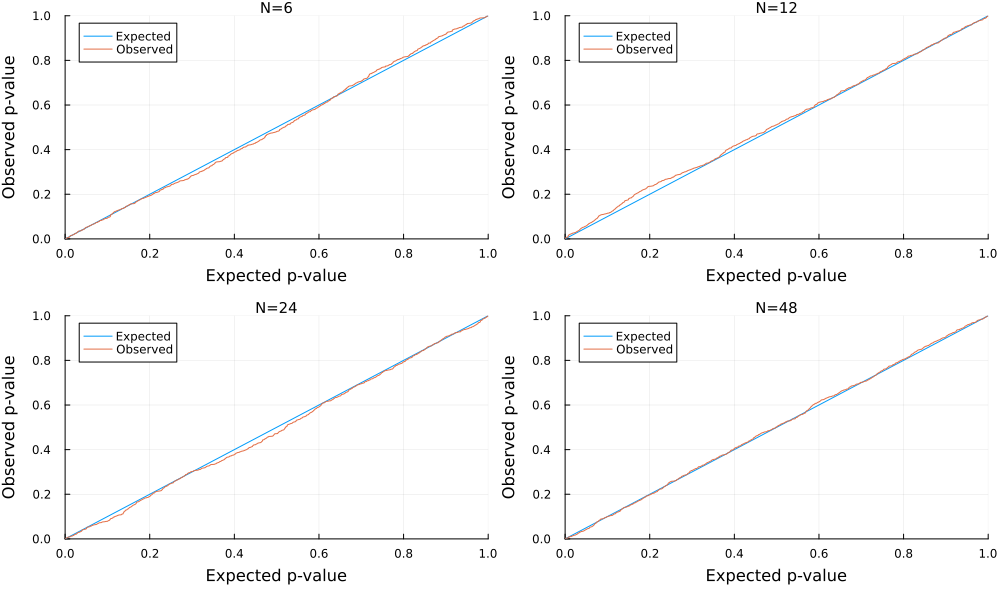 N=6
Expected
Observed
Observed p-value
1.0
0.8
0.6
0.4
0.2
0.0
0.0 0.2 0.4 0.6 0.8 1.0
Expected p-value
N=12
Expected
Observed
Observed p-value
1.0
0.8
0.6
0.4
0.2
0.0
0.0 0.2 0.4 0.6 0.8 1.0
Expected p-value
N=24
Expected
Observed
Observed p-value
1.0
0.8
0.6
0.4
0.2
0.0
0.0 0.2 0.4 0.6 0.8 1.0
Expected p-value
N=48
Expected
Observed
Observed p-value
1.0
0.8
0.6
0.4
0.2
0.0
0.0 0.2 0.4 0.6 0.8 1.0
Expected p-value